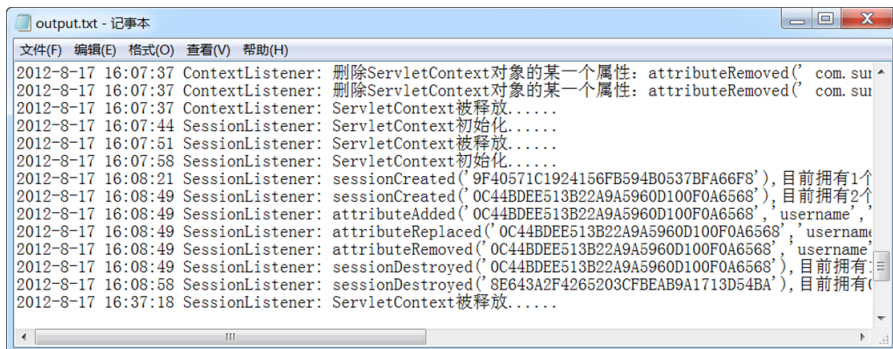 output.txt - 记事本
文件(F) 编辑(E) 格式(O) 查看(V) 帮助(H)
2012-8-17 16:07:37 ContextListener: 删除ServletContext对象的某一个属性: attributeRemoved(' com.sun
2012-8-17 16:07:37 ContextListener: 删除ServletContext对象的某一个属性: attributeRemoved(' com.sun
2012-8-17 16:07:37 ContextListener: ServletContext被释放......
2012-8-17 16:07:44 SessionListener: ServletContext初始化......
2012-8-17 16:07:51 SessionListener: ServletContext被释放......
2012-8-17 16:07:58 SessionListener: ServletContext初始化......
2012-8-17 16:08:21 SessionListener: sessionCreated('9F40571C1924156FB594B0537BFA66F8'),目前拥有1个
2012-8-17 16:08:49 SessionListener: sessionCreated('0C44BDEE513B22A9A5960D100F0A6568'),目前拥有2个
2012-8-17 16:08:49 SessionListener: attributeAdded('0C44BDEE513B22A9A5960D100F0A6568','username','
2012-8-17 16:08:49 SessionListener: attributeReplaced('0C44BDEE513B22A9A5960D100F0A6568','username
2012-8-17 16:08:49 SessionListener: attributeRemoved('0C44BDEE513B22A9A5960D100F0A6568','username
2012-8-17 16:08:49 SessionListener: sessionDestroyed('0C44BDEE513B22A9A5960D100F0A6568'),目前拥有
2012-8-17 16:08:58 SessionListener: sessionDestroyed('8E643A2F4265203CFBEAB9A1713D54BA'),目前拥有
2012-8-17 16:37:18 SessionListener: ServletContext被释放......